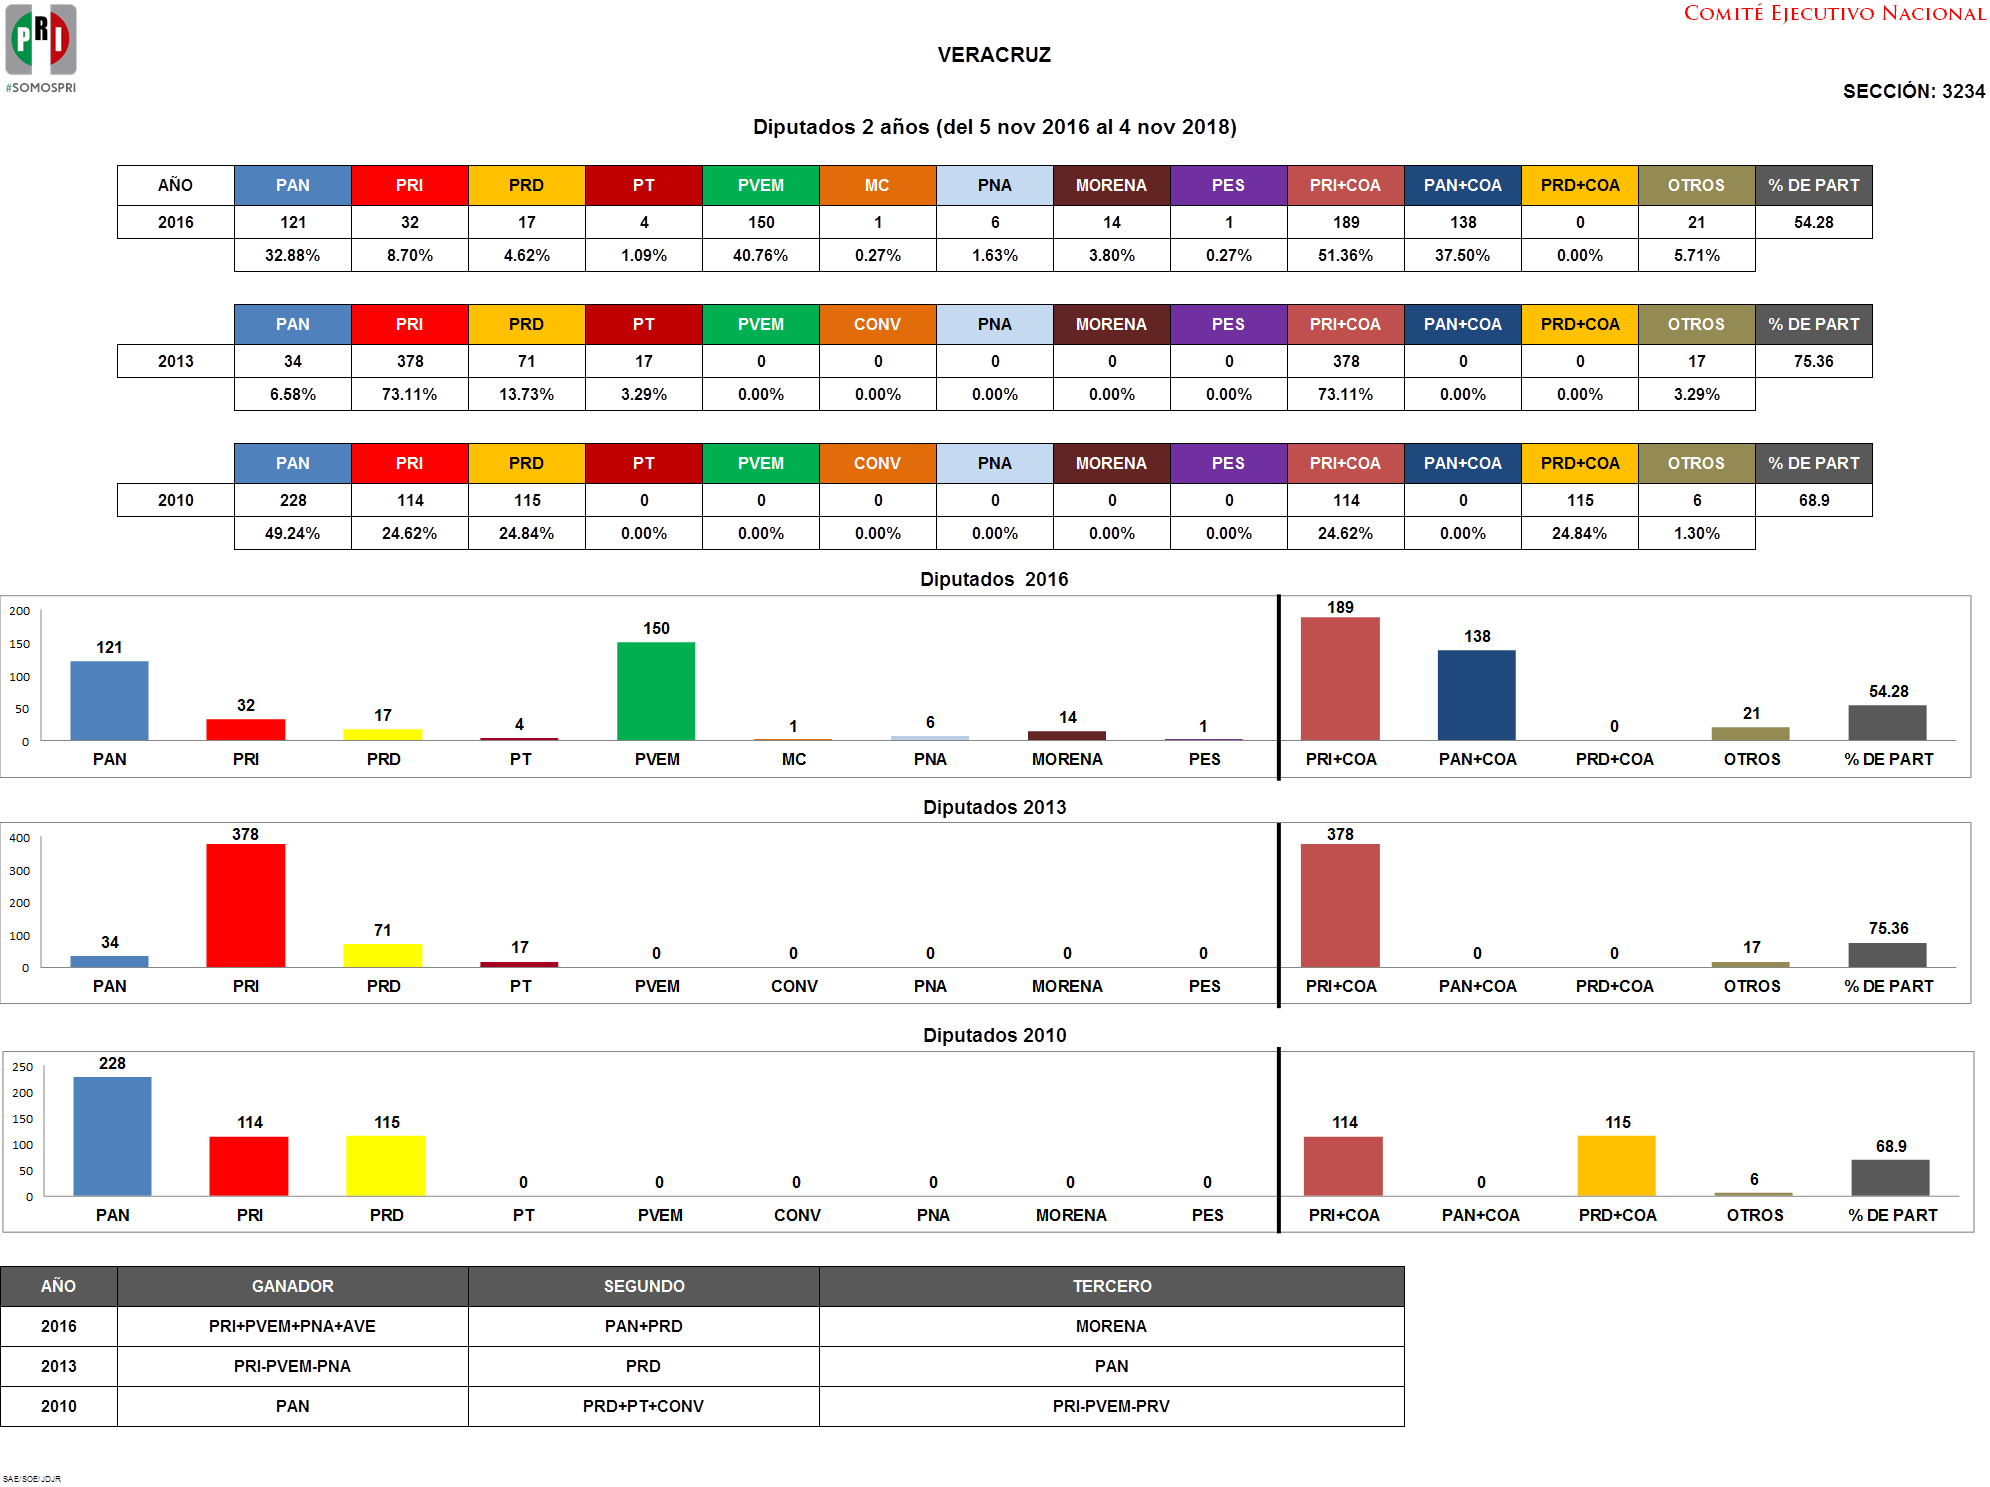 PRI
#SOMOSPRI
COMITÉ EJECUTIVO NACIONAL
VERACRUZ
SECCIÓN: 3234
Diputados 2 años (del 5 nov 2016 al 4 nov 2018)
AÑO PAN PRI PRD PT PVEM MC PNA MORENA PES PRI+COA PAN+COA PRD+COA OTROS % DE PART
2016 121 32 17 4 150 1 6 14 1 189 138 0 21 54.28
32.88% 8.70% 4.62% 1.09% 40.76% 0.27% 1.63% 3.80% 0.27% 51.36% 37.50% 0.00% 5.71%
PAN PRI PRD PT PVEM CONV PNA MORENA PES PRI+COA PAN+COA PRD+COA OTROS % DE PART
2013 34 378 71 17 0 0 0 0 0 378 0 0 17 75.36
6.58% 73.11% 13.73% 3.29% 0.00% 0.00% 0.00% 0.00% 0.00% 73.11% 0.00% 0.00% 3.29%
PAN PRI PRD PT PVEM CONV PNA MORENA PES PRI+COA PAN+COA PRD+COA OTROS % DE PART
2010 228 114 115 0 0 0 0 0 0 114 0 115 6 68.9
49.24% 24.62% 24.84% 0.00% 0.00% 0.00% 0.00% 0.00% 0.00% 24.62% 0.00% 24.84% 1.30%
Diputados 2016
200
150
100
50
0
121 32 17 4 150 1 6 14 1 189 138 0 21 54.28
PAN PRI PRD PT PVEM MC PNA MORENA PES PRI+COA PAN+COA PRD+COA OTROS % DE PART
Diputados 2013
400
300
200
100
0
34 378 71 17 0 0 0 0 0 378 0 0 17 75.36
PAN PRI PRD PT PVEM CONV PNA MORENA PES PRI+COA PAN+COA PRD+COA OTROS % DE PART
Diputados 2010
250
200
150
100
50
0
228 114 115 0 0 0 0 0 0 114 0 115 6 68.9
PAN PRI PRD PT PVEM CONV PNA MORENA PES PRI+COA PAN+COA PRD+COA OTROS % DE PART
AÑO GANADOR SEGUNDO TERCERO
2016 PRI+PVEM+PNA+AVE PAN+PRD MORENA
2013 PRI-PVEM-PNA PRD PAN
2010 PAN PRD+PT+CONV PRI-PVEM-PRV
SAE/SOE/JDJR